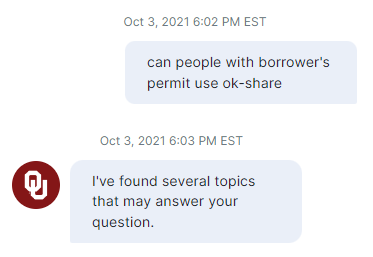 Oct 3, 2021 6:02 PM EST
can people with borrower's
permit use ok-share
Oct 3, 2021 6:03 PM EST
OU
I've found several topics
that may answer your
question.